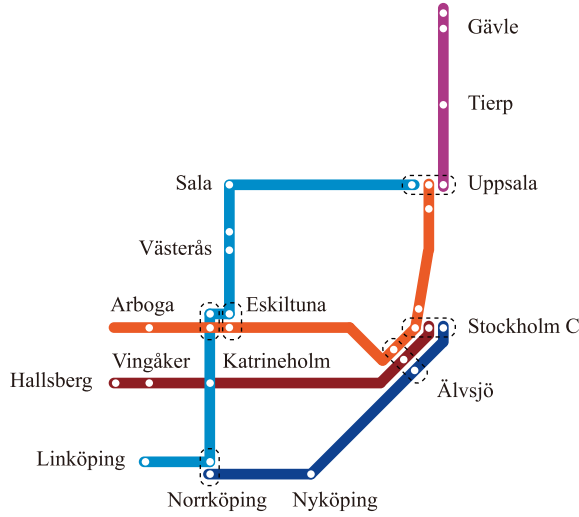 Gävle
Tierp
Sala
Uppsala
Västerås
Arboga
Eskiltuna
Stockholm C
Vingåker
Katrineholm
Hallsberg
Älvsjö
Linköping
Norrköping
Nyköping